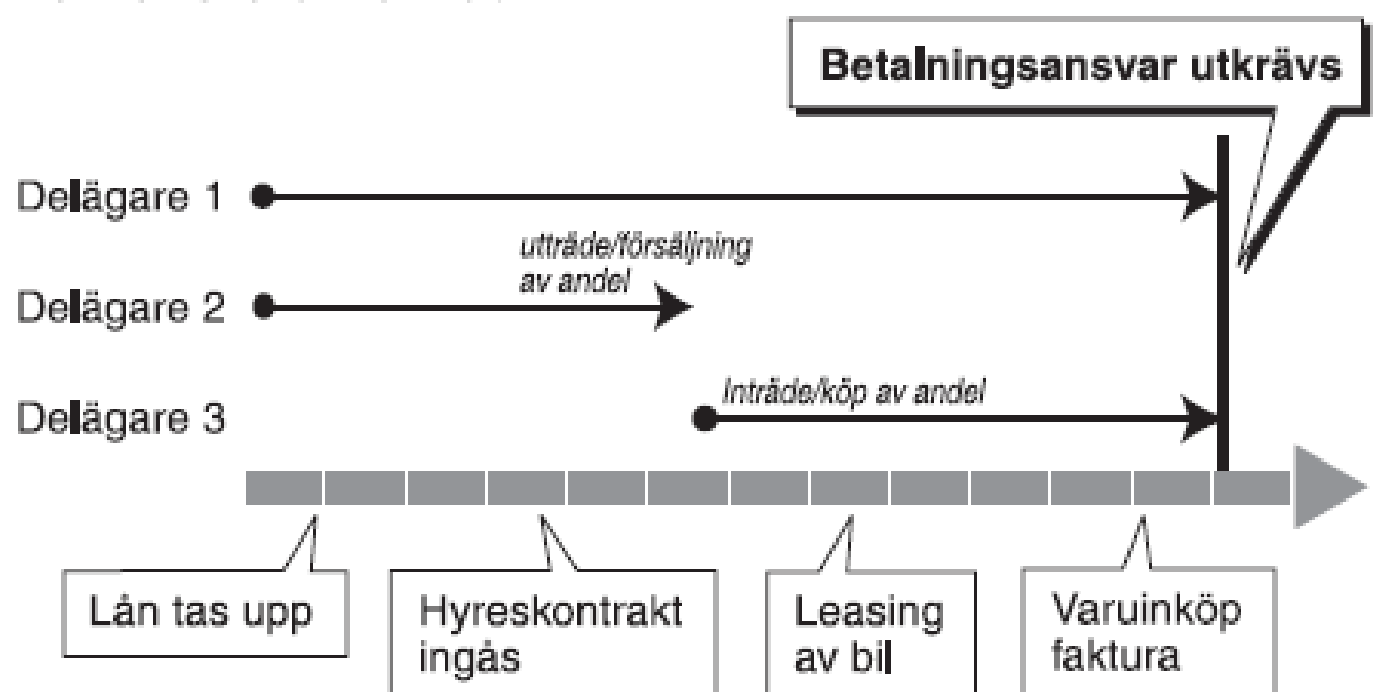 Betalningsansvar utkrävs
Delägare 1
utträde/försäljning
av andel
Delägare 2
Inträde/köp av andel
Delägare 3
Lån tas upp
Hyreskontrakt
ingås
Leasing
av bil
Varuinköp
faktura